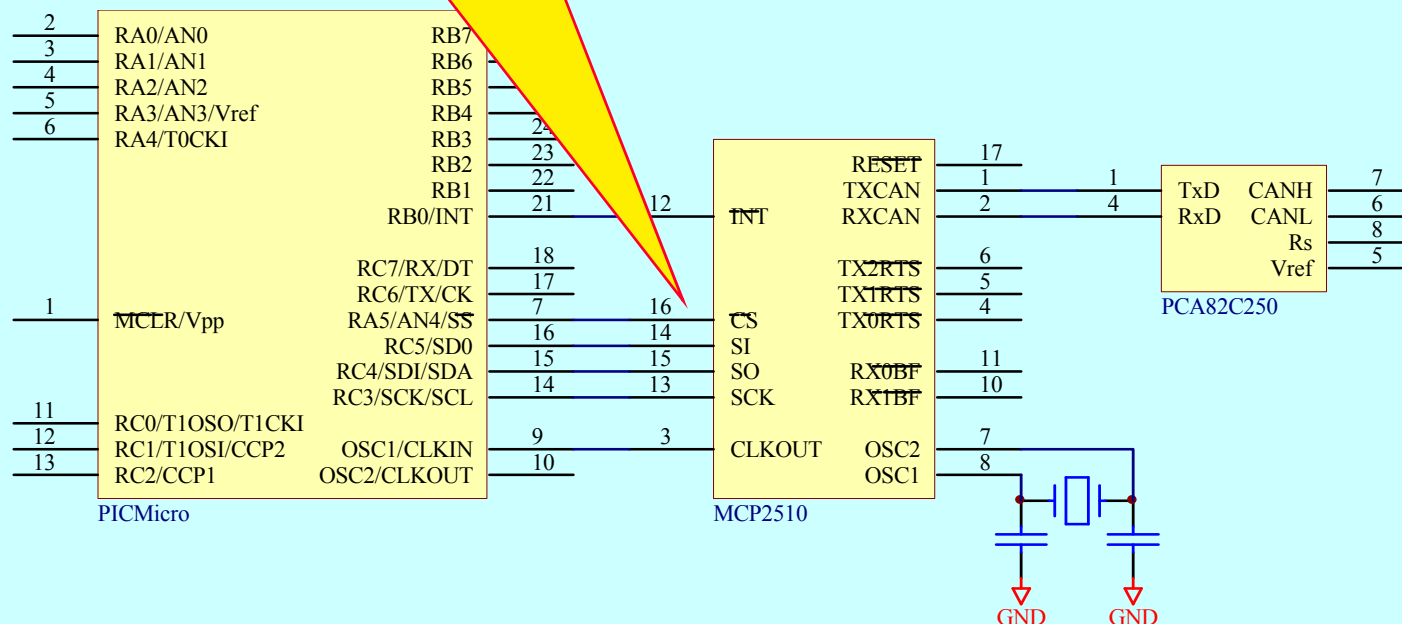 2 RA0/AN0 RB7
3 RA1/AN1 RB6
4 RA2/AN2 RB5
5 RA3/AN3/Vref RB4
6 RA4/T0CKI RB3 24
RB2 23
RB1 22
RB0/INT 21
RC7/RX/DT 18
RC6/TX/CK 17
1 MCLR/Vpp RA5/AN4/SS 7
RC5/SD0 16
RC4/SDI/SDA 15
RC3/SCK/SCL 14
11 RC0/T1OSO/T1CKI
12 RC1/T1OSI/CCP2 OSC1/CLKIN 9
13 RC2/CCP1 OSC2/CLKOUT 10
PICMicro
RESET 17
TXCAN 1
12 INT RXCAN 2
TX2RTS 6
TX1RTS 5
16 CS TX0RTS 4
14 SI
15 SO RX0BF 11
13 SCK RX1BF 10
3 CLKOUT OSC2 7
OSC1 8
MCP2510
1 TxD CANH 7
4 RxD CANL 6
Rs 8
Vref 5
PCA82C250
GND GND